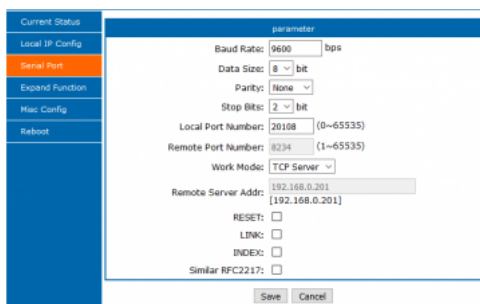 Current Status
Local IP Config
Serial Port
Expand Function
Misc Config
Reboot
parameter
Baud Rate: 9600 bps
Data Size: 8 bit
Parity: None
Stop Bits: 2 bit
Local Port Number: 20108 (0~65535)
Remote Port Number: 8234 (1~65535)
Work Mode: TCP Server
Remote Server Addr: 192.168.0.201
[192.168.0.201]
RESET:
LINK:
INDEX:
Similar RFC2217:
Save Cancel